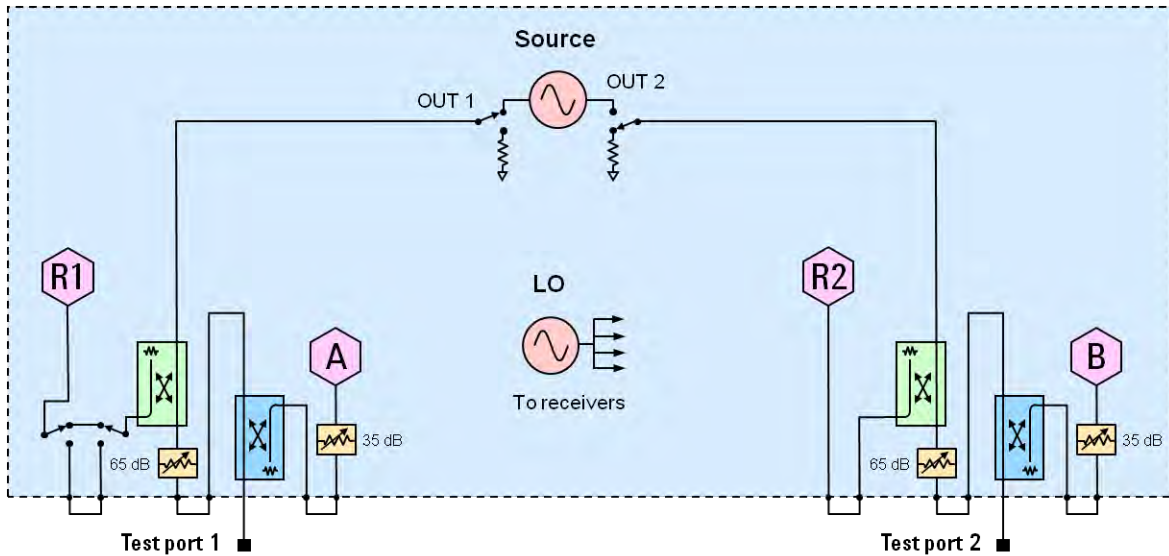 Source
OUT 1
OUT 2
R1
LO
R2
A
B
To receivers
35 dB
35 dB
65 dB
65 dB
Test port 1
Test port 2